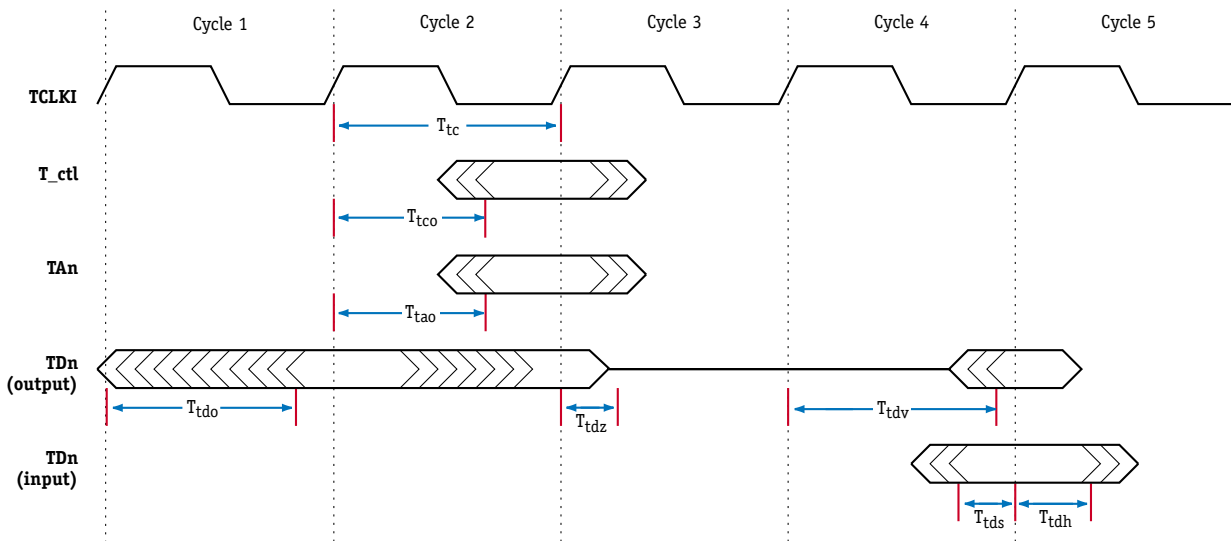 Cycle 1 Cycle 2 Cycle 3 Cycle 4 Cycle 5
TCLKI
Ttc
T_ctl
Ttco
TAn
Ttao
TDn
(output)
Ttdo Ttdz Ttdv
TDn
(input)
Ttds Ttdh